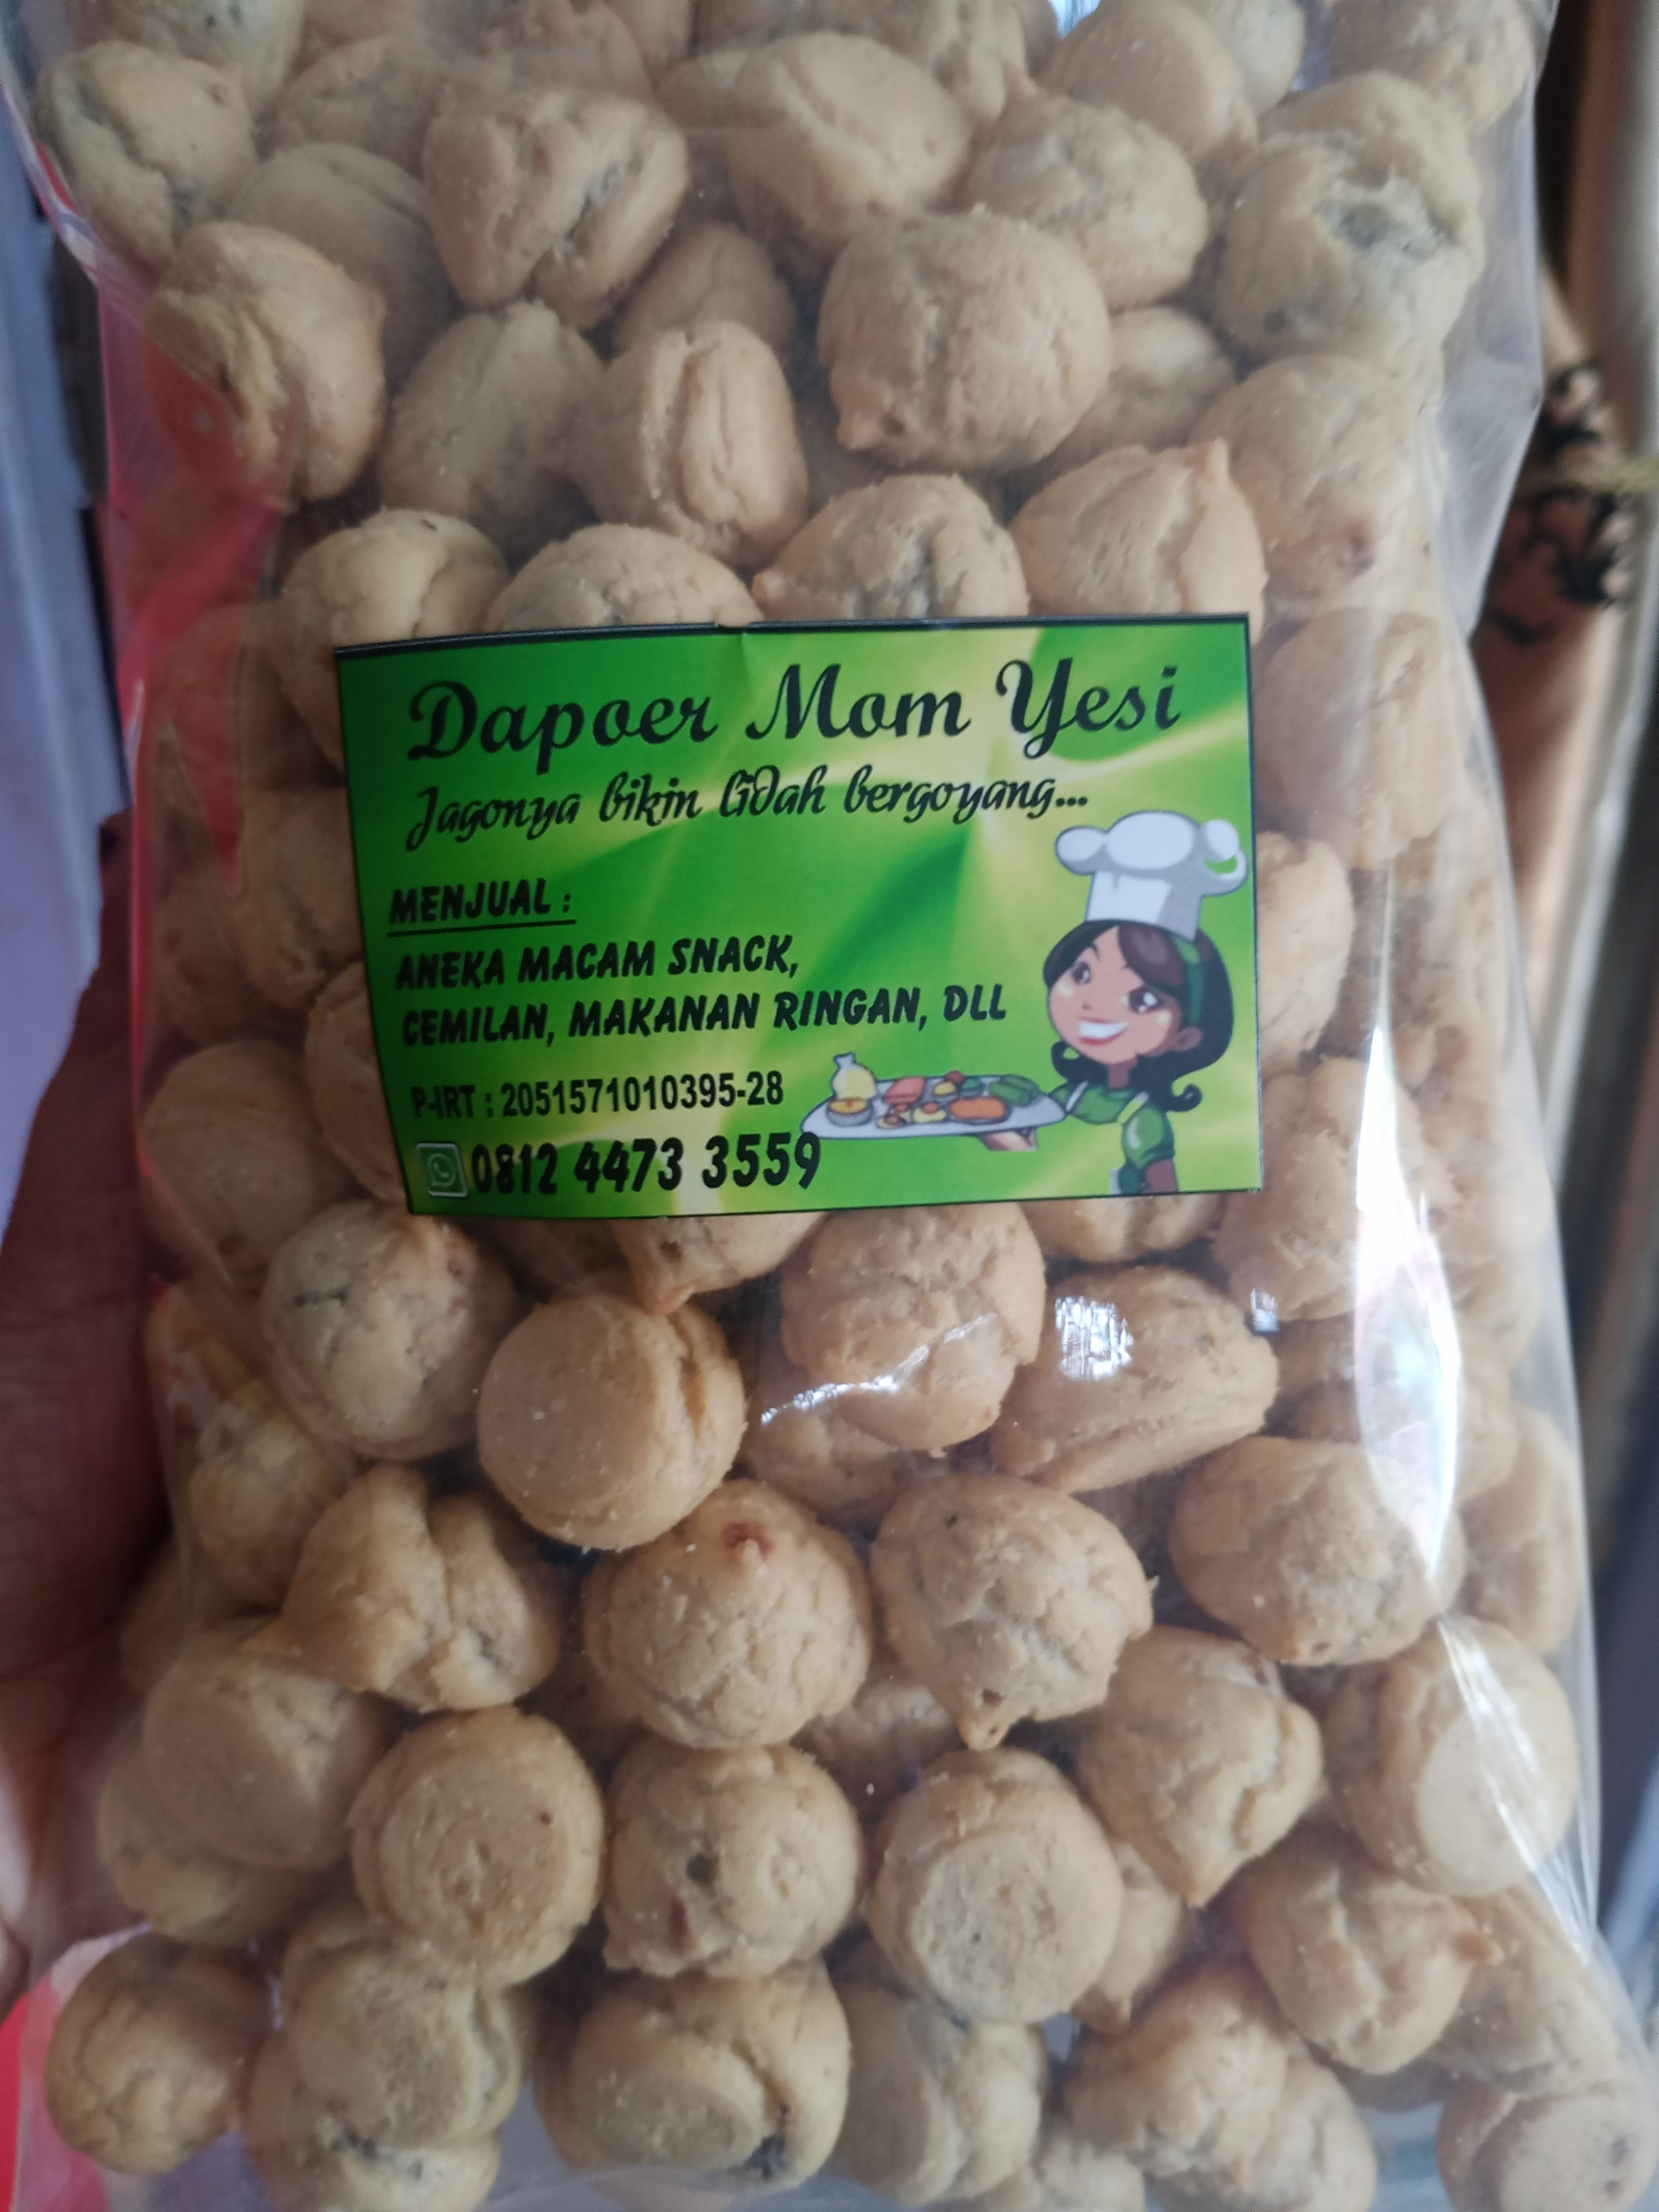 Dapoer Mom Yesi
Jagonya bikin lidah bergoyang...
MENJUAL :
ANEKA MACAM SNACK,
CEMILAN, MAKANAN RINGAN, DLL
P-IRT : 2051571010395-28
0812 4473 3559